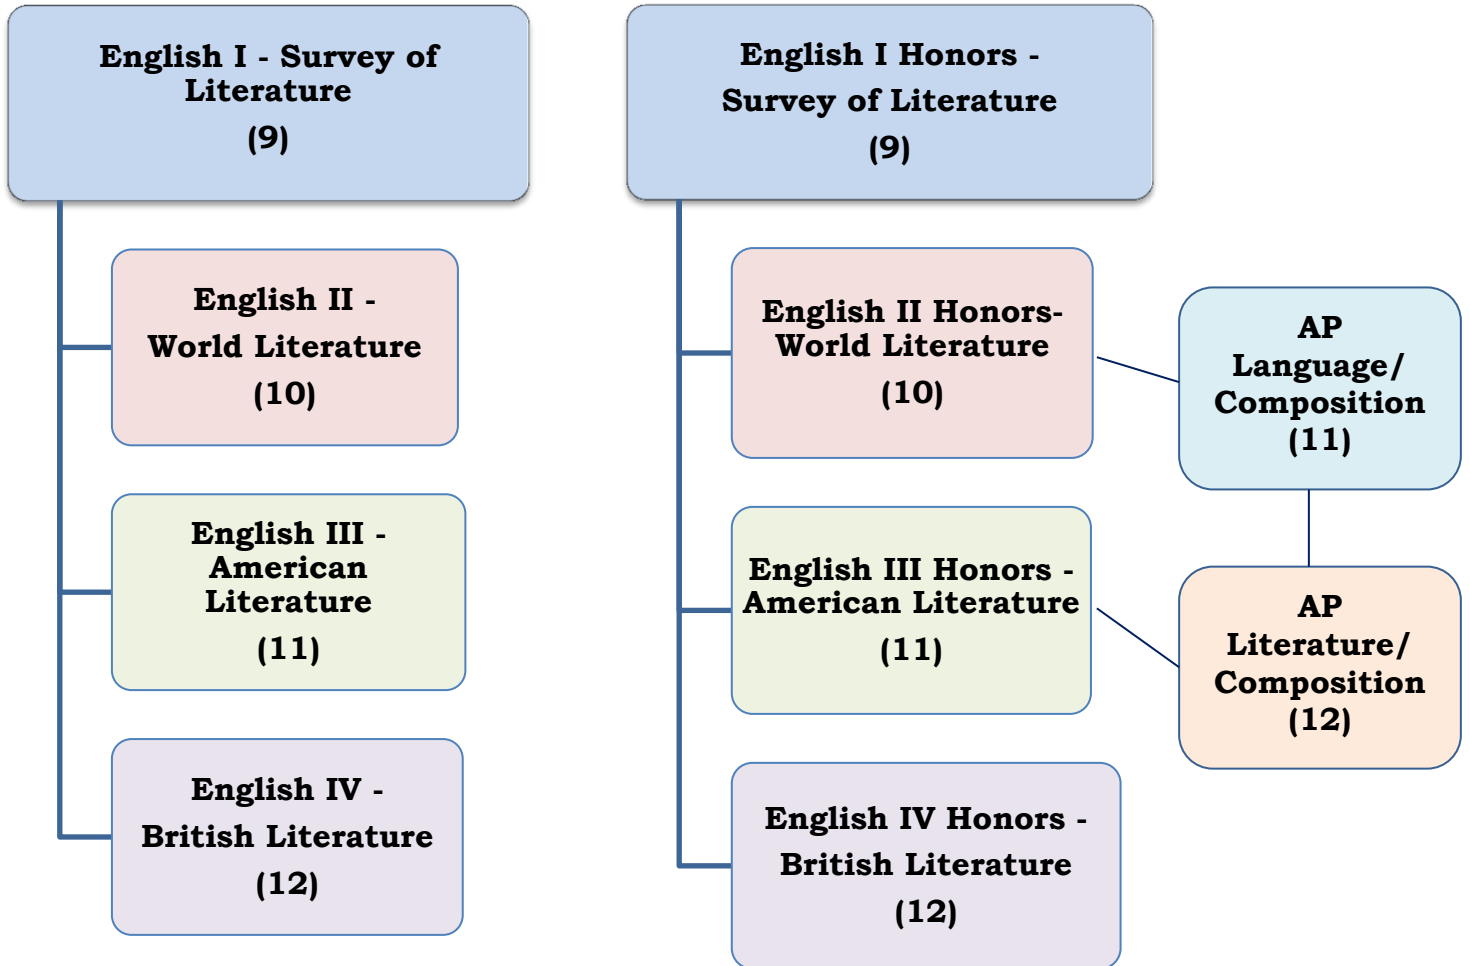 English I - Survey of
Literature
(9)
English II -
World Literature
(10)
English III -
American
Literature
(11)
English IV -
British Literature
(12)
English I Honors -
Survey of Literature
(9)
English II Honors-
World Literature
(10)
English III Honors -
American Literature
(11)
English IV Honors -
British Literature
(12)
AP
Language/
Composition
(11)
AP
Literature/
Composition
(12)